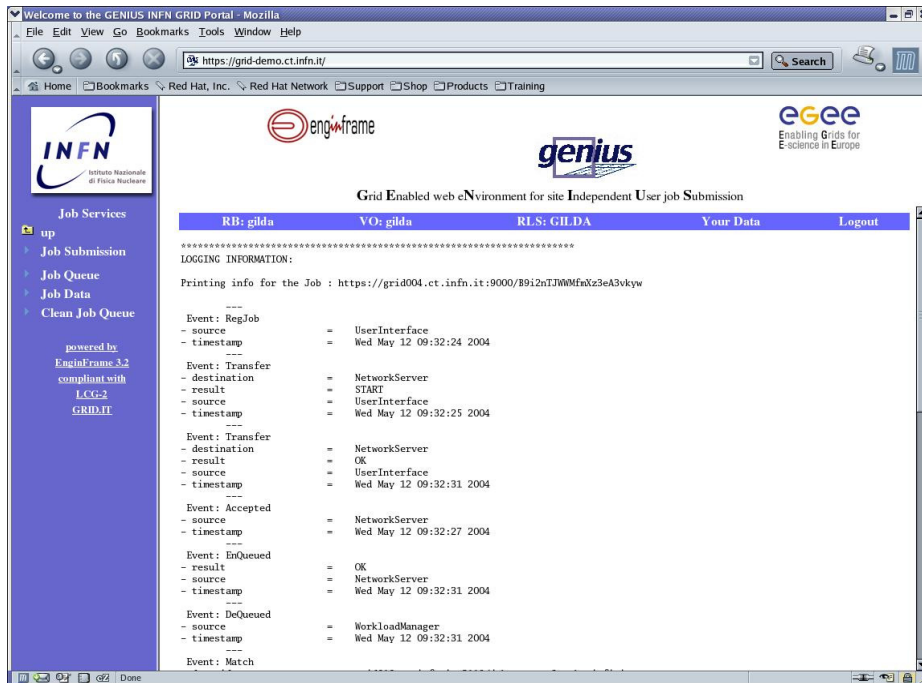 Welcome to the GENIUS INFN GRID Portal - Mozilla
File Edit View Go Bookmarks Tools Window Help
https://grid-demo.ct.infn.it/
Search
Home Bookmarks Red Hat, Inc. Red Hat Network Support Shop Products Training
INFN
Istituto Nazionale
di Fisica Nucleare
enginframe
genius
egee
Enabling Grids for
E-science in Europe
Grid Enabled web eNvironment for site Independent User job Submission
Job Services
up
Job Submission
Job Queue
Job Data
Clean Job Queue
powered by
EnginFrame 3.2
compliant with
LCG-2
GRID.IT
RB: gilda VO: gilda RLS: GILDA Your Data Logout
**********************************************************************
LOGGING INFORMATION:
Printing info for the Job : https://grid004.ct.infn.it:9000/B9i2nTJWWMfmXz3eA3vkyw
---
Event: RegJob
- source = UserInterface
- timestamp = Wed May 12 09:32:24 2004
---
Event: Transfer
- destination = NetworkServer
- result = START
- source = UserInterface
- timestamp = Wed May 12 09:32:25 2004
---
Event: Transfer
- destination = NetworkServer
- result = OK
- source = UserInterface
- timestamp = Wed May 12 09:32:31 2004
---
Event: Accepted
- source = NetworkServer
- timestamp = Wed May 12 09:32:27 2004
---
Event: EnQueued
- result = OK
- source = NetworkServer
- timestamp = Wed May 12 09:32:31 2004
---
Event: DeQueued
- source = WorkloadManager
- timestamp = Wed May 12 09:32:31 2004
---
Event: Match
Done